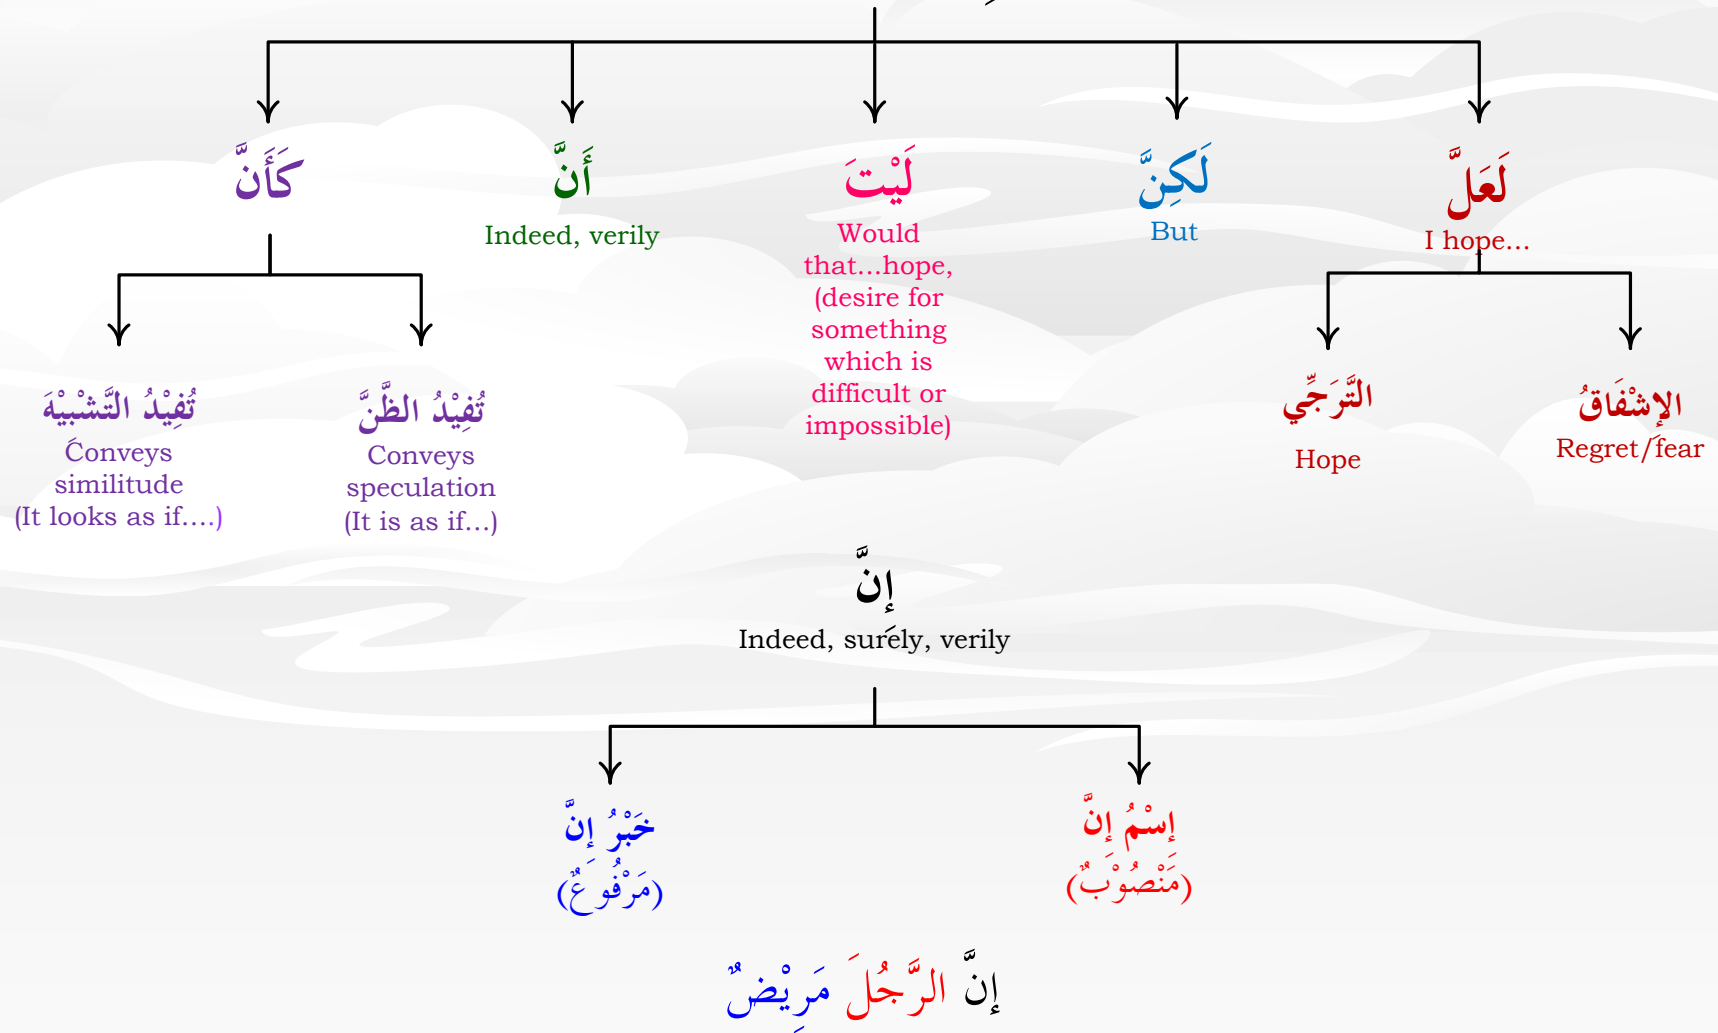 لَعَلَّ
I hope...
التَّرَجِّي
Hope
الإِشْفَاقُ
Regret/fear
لَكِنَّ
But
لَيْتَ
Would
that...hope,
(desire for
something
which is
difficult or
impossible)
أَنَّ
Indeed, verily
كَأَنَّ
تُفِيْدُ الظَّنَّ
Conveys
speculation
(It is as if...)
تُفِيْدُ التَّشْبِيْهَ
Conveys
similitude
(It looks as if....)
إِنَّ
Indeed, surely, verily
إِسْمُ إِنَّ
(مَنْصُوْبٌ)
خَبْرُ إِنَّ
(مَرْفُوعٌ)
إِنَّ الرَّجُلَ مَرِيْضٌ